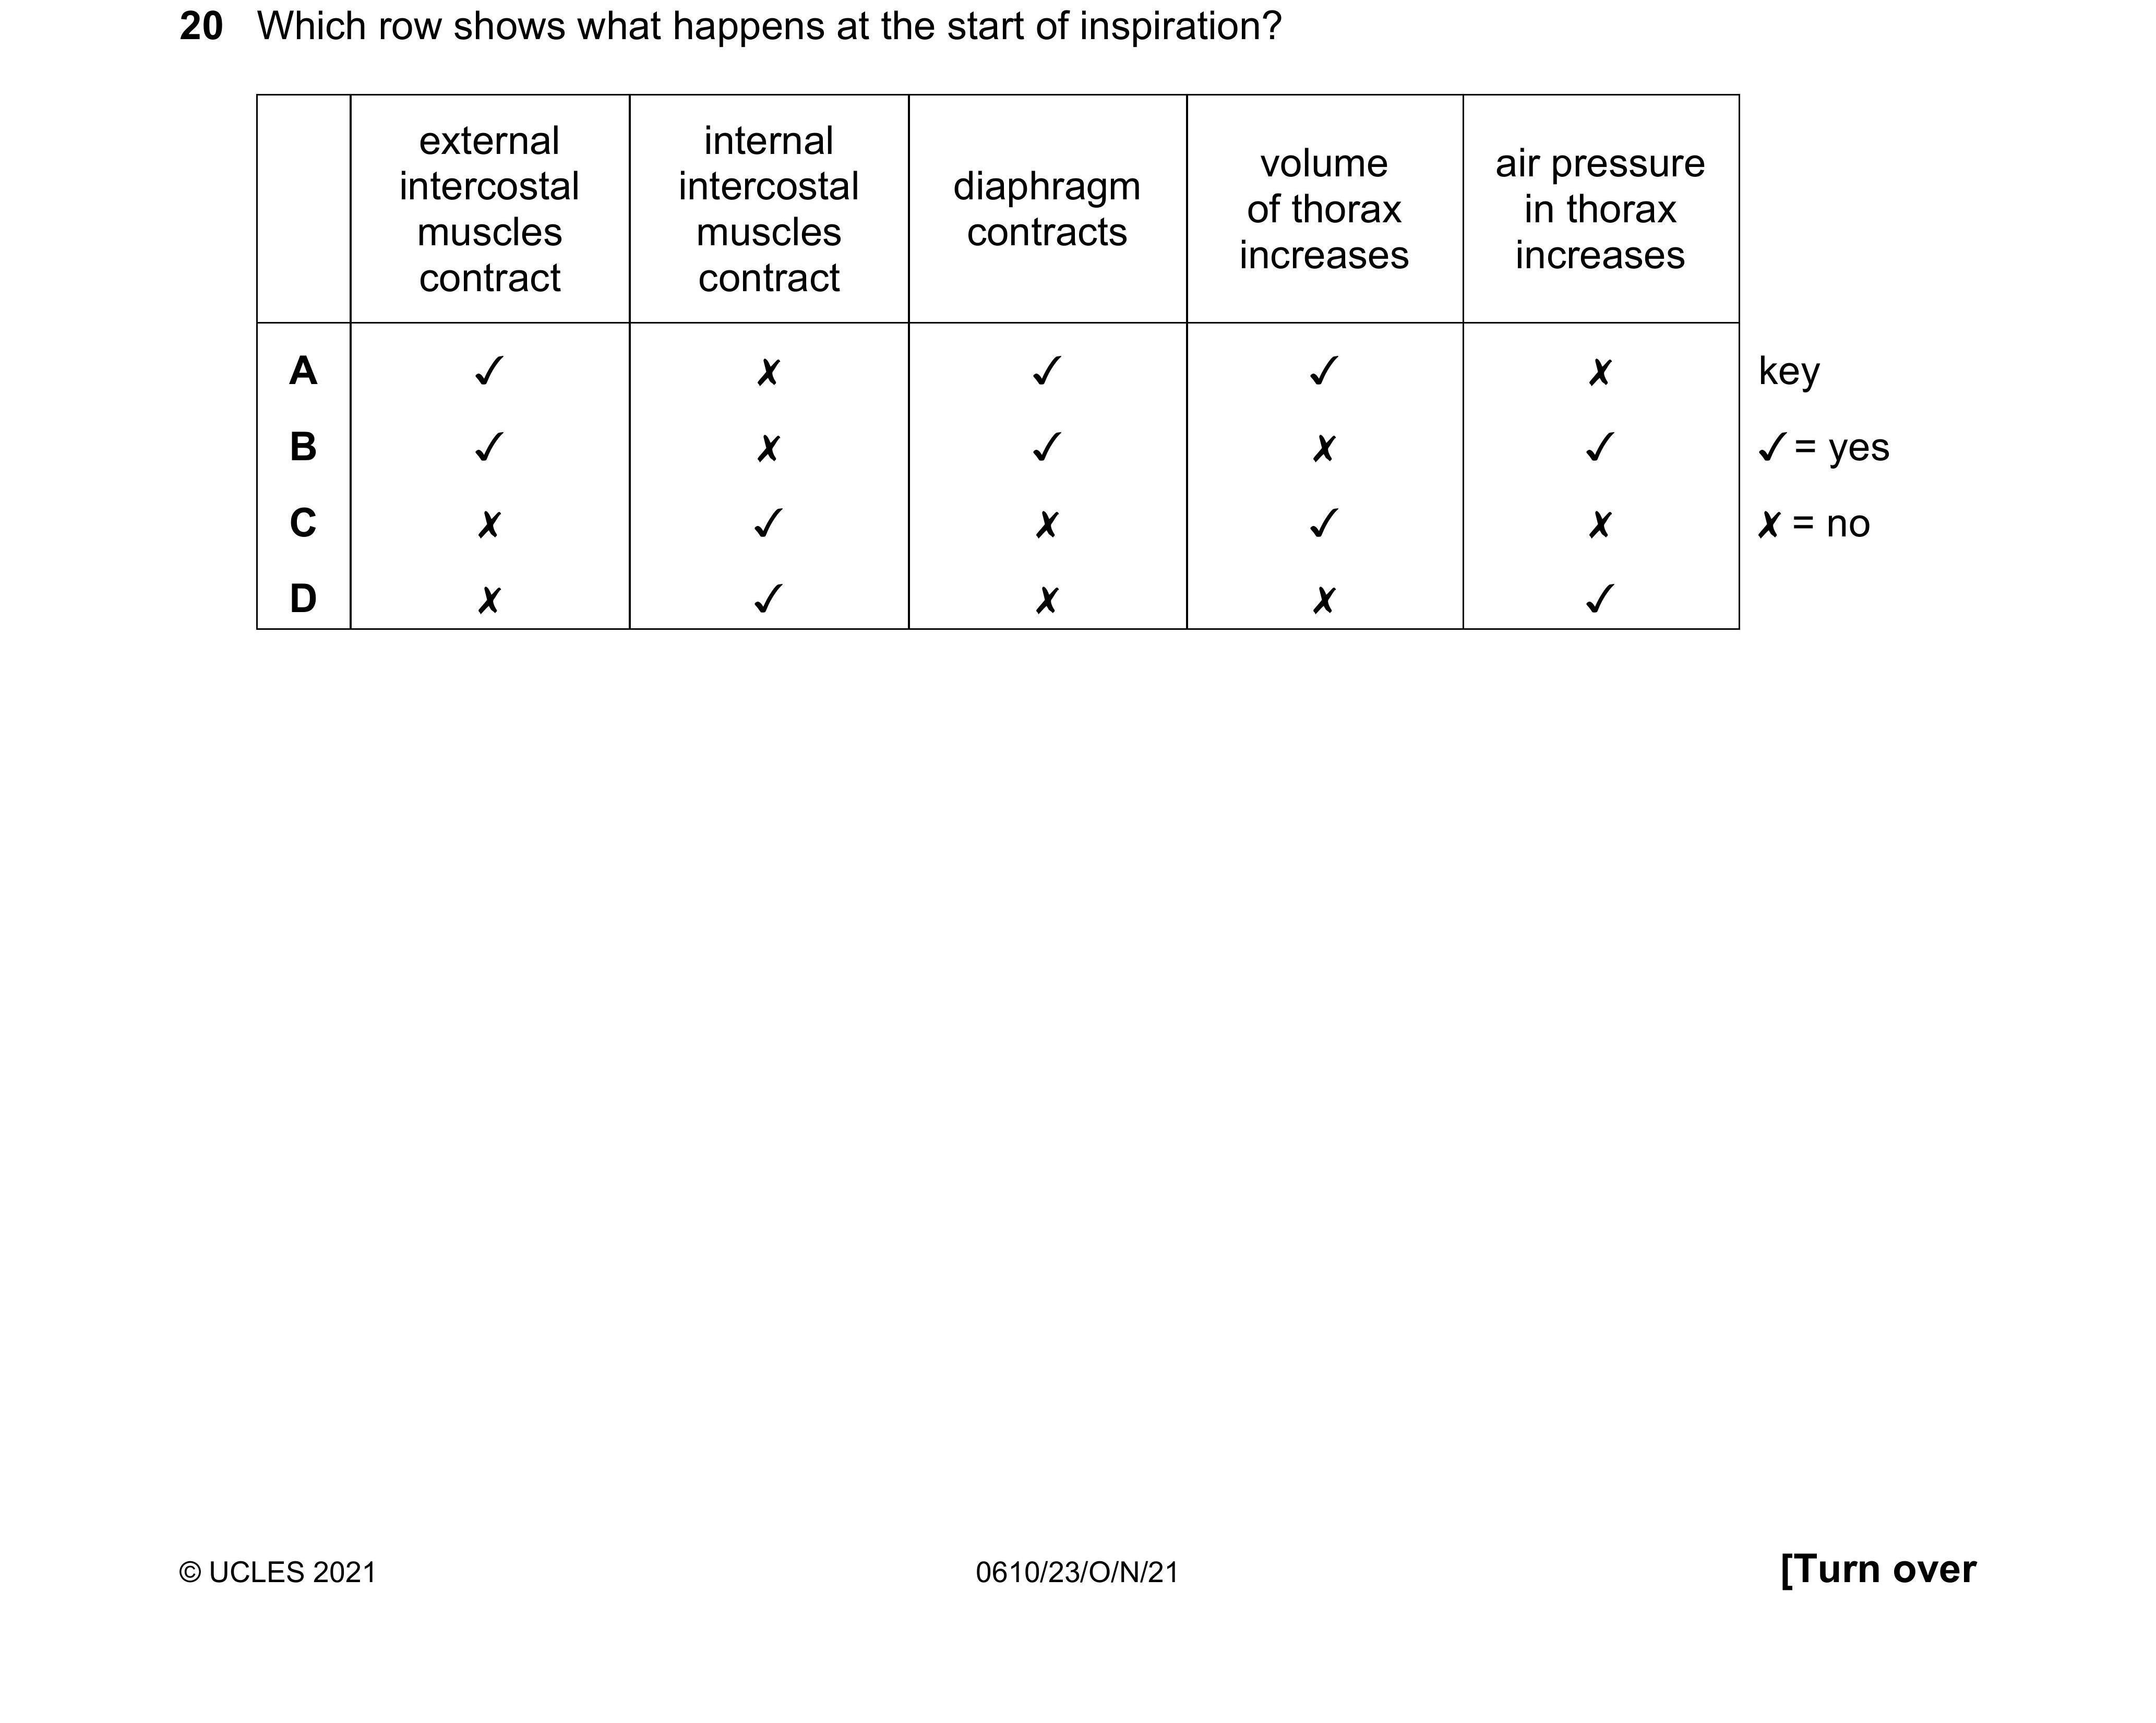 20 Which row shows what happens at the start of inspiration?
external intercostal muscles contract
internal intercostal muscles contract
diaphragm contracts
volume of thorax increases
air pressure in thorax increases
A ✓ ✗ ✓ ✓ ✗ key
B ✓ ✗ ✓ ✗ ✓ ✓ = yes
C ✗ ✓ ✗ ✓ ✗ ✗ = no
D ✗ ✓ ✗ ✗ ✓
© UCLES 2021 0610/23/O/N/21 [Turn over